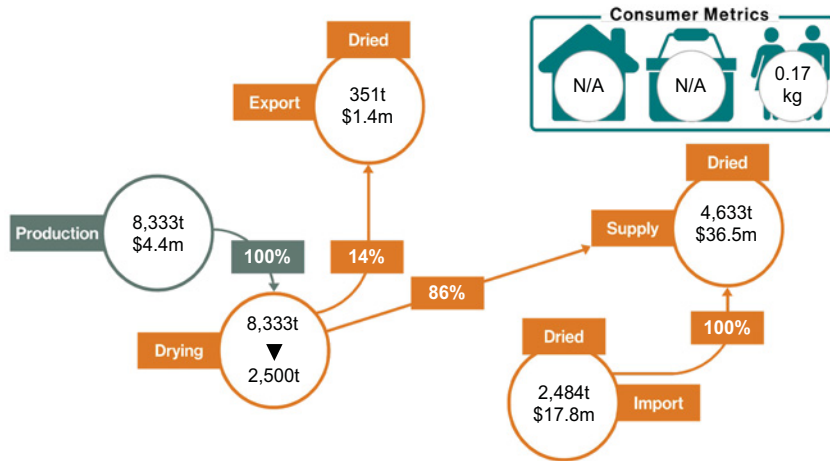 Consumer Metrics
N/A
N/A
0.17
kg
Dried
Export
351t
$1.4m
Dried
Supply
4,633t
$36.5m
Production
8,333t
$4.4m
100%
14%
86%
Drying
8,333t
▼
2,500t
100%
Dried
2,484t
$17.8m
Import